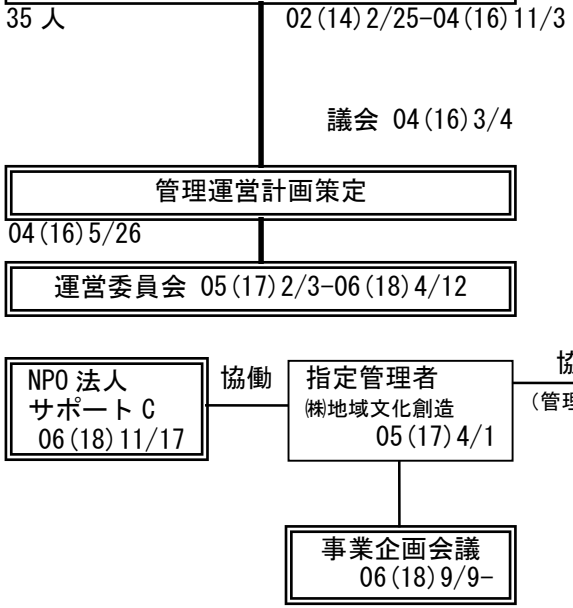 35 人
02(14)2/25-04(16)11/3
議会 04(16)3/4
管理運営計画策定
04(16)5/26
運営委員会 05(17)2/3-06(18)4/12
NPO 法人
サポート C
06(18)11/17
協働
指定管理者
㈱地域文化創造
05(17)4/1
協
(管理
事業企画会議
06(18)9/9-